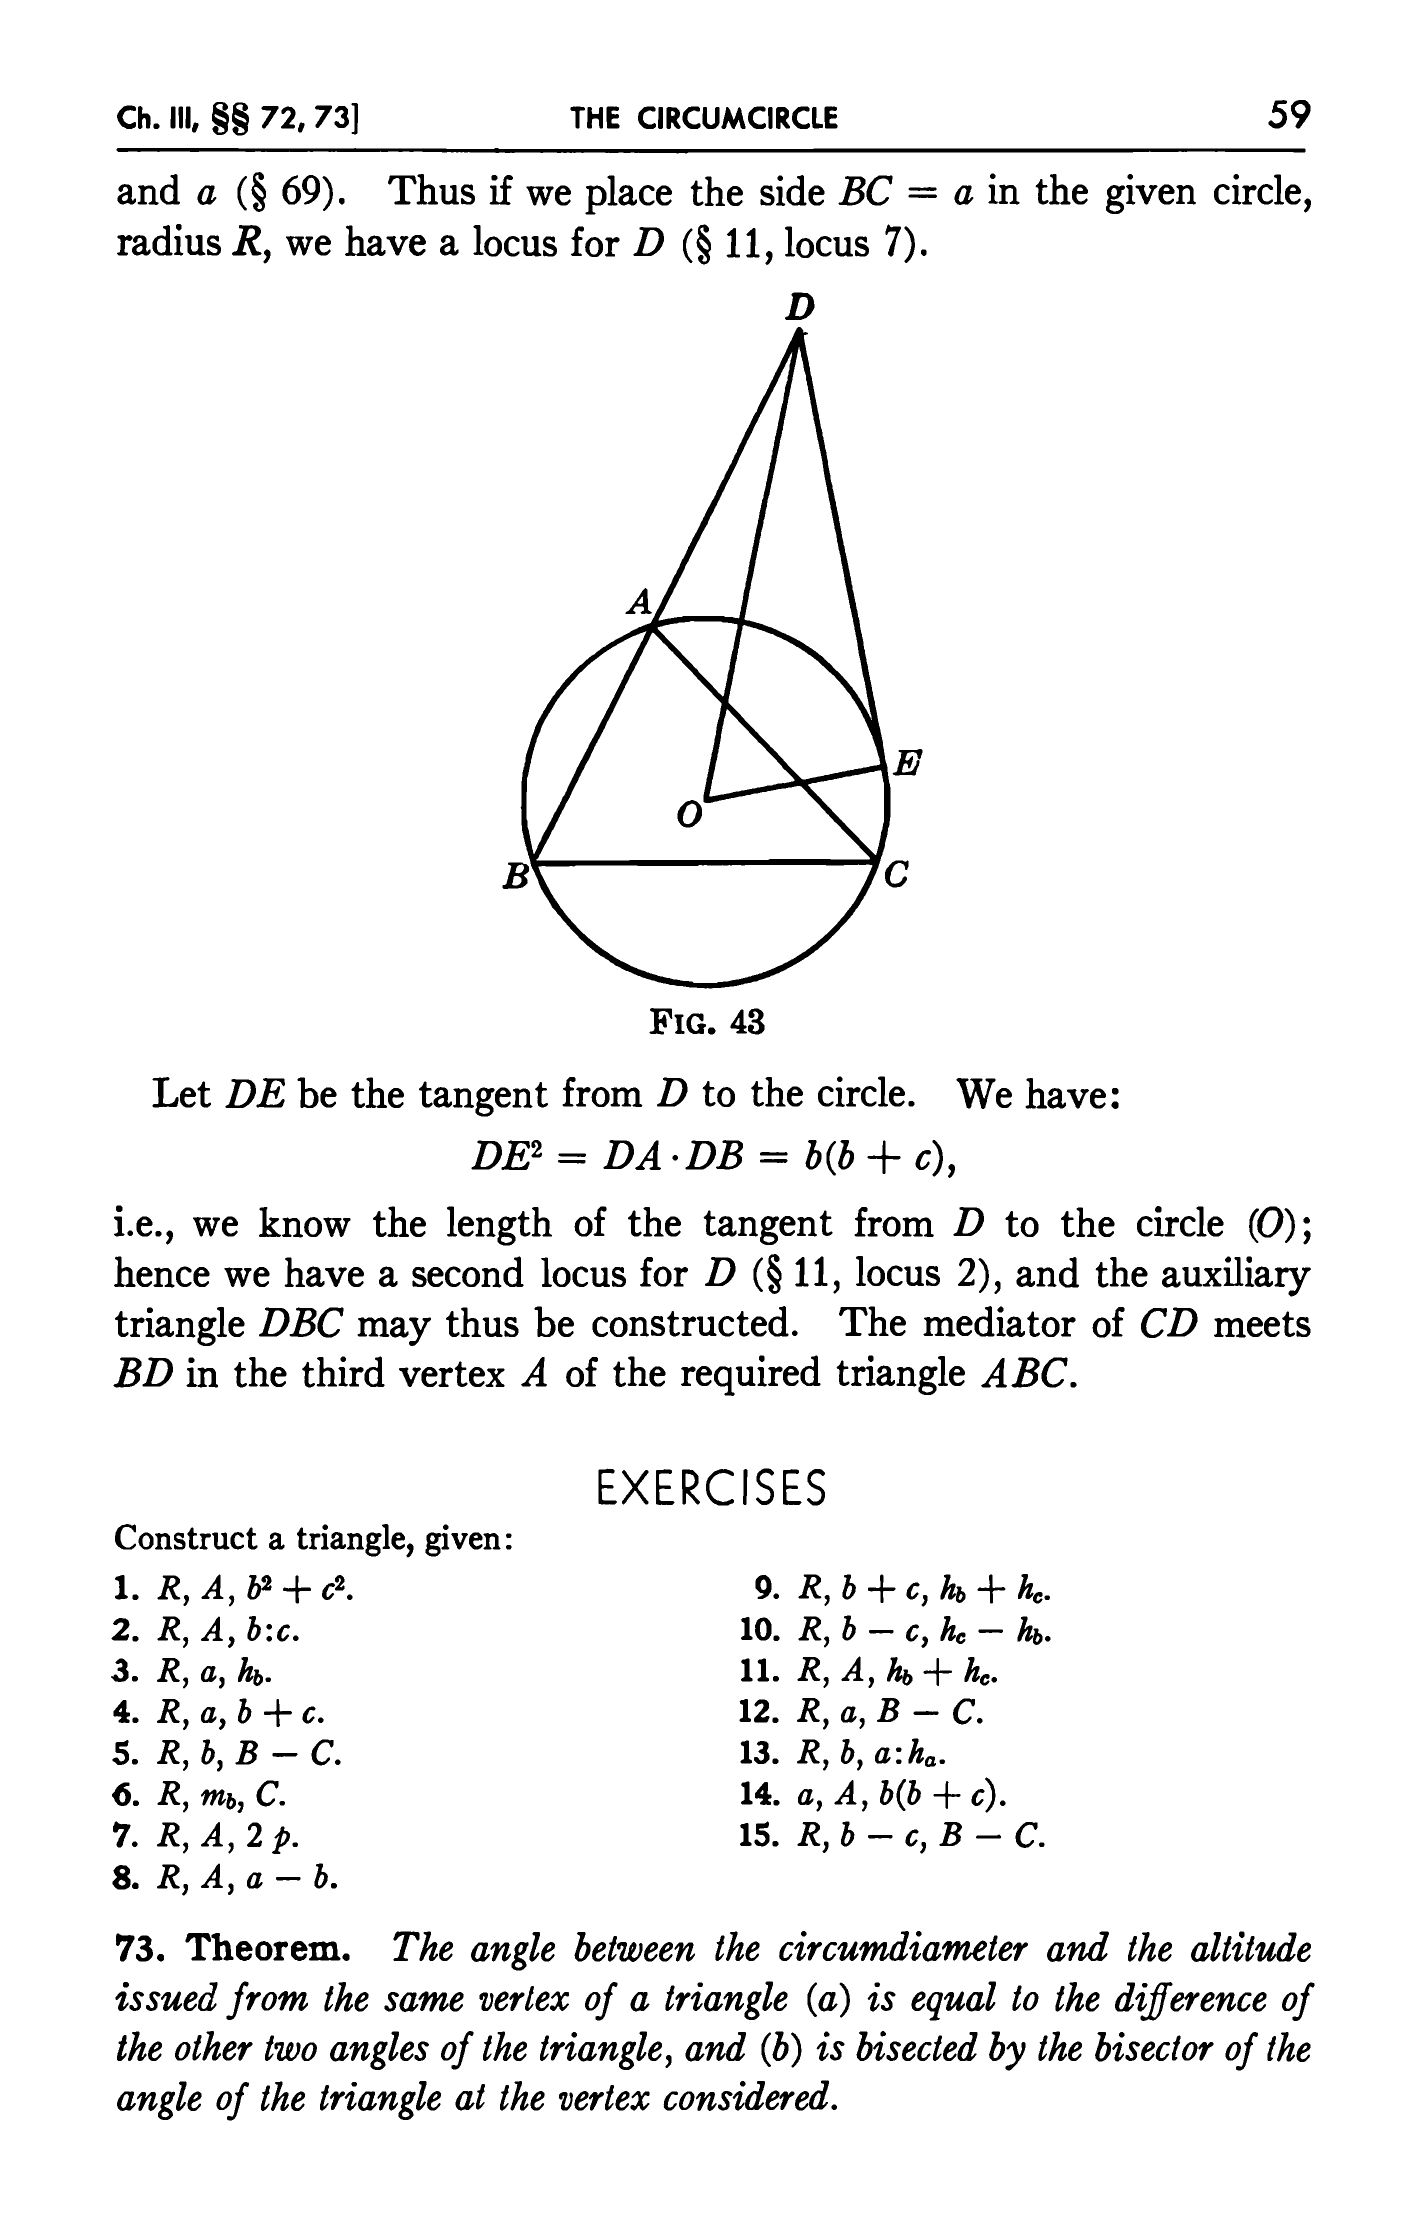 Ch. III, §§ 72, 73] THE CIRCUMCIRCLE 59
and a (§ 69). Thus if we place the side BC = a in the given circle,
radius R, we have a locus for D (§ 11, locus 7).
D
A
E
O
B
C
FIG. 43
Let DE be the tangent from D to the circle. We have:
DE² = DA·DB = b(b + c),
i.e., we know the length of the tangent from D to the circle (O);
hence we have a second locus for D (§ 11, locus 2), and the auxiliary
triangle DBC may thus be constructed. The mediator of CD meets
BD in the third vertex A of the required triangle ABC.
EXERCISES
Construct a triangle, given:
1. R, A, b² + c².
2. R, A, b:c.
3. R, a, h_b.
4. R, a, b + c.
5. R, b, B − C.
6. R, m_b, C.
7. R, A, 2 p.
8. R, A, a − b.
9. R, b + c, h_b + h_c.
10. R, b − c, h_c − h_b.
11. R, A, h_b + h_c.
12. R, a, B − C.
13. R, b, a:h_a.
14. a, A, b(b + c).
15. R, b − c, B − C.
73. Theorem. The angle between the circumdiameter and the altitude
issued from the same vertex of a triangle (a) is equal to the difference of
the other two angles of the triangle, and (b) is bisected by the bisector of the
angle of the triangle at the vertex considered.